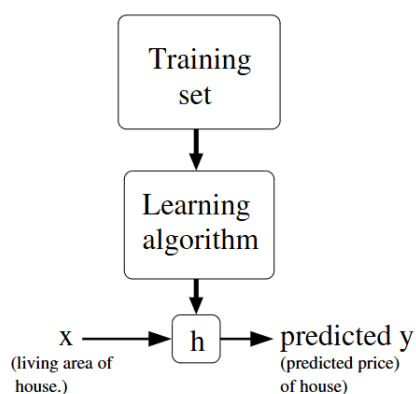 Training
set
Learning
algorithm
x
h
predicted y
(living area of
house.)
(predicted price)
of house)